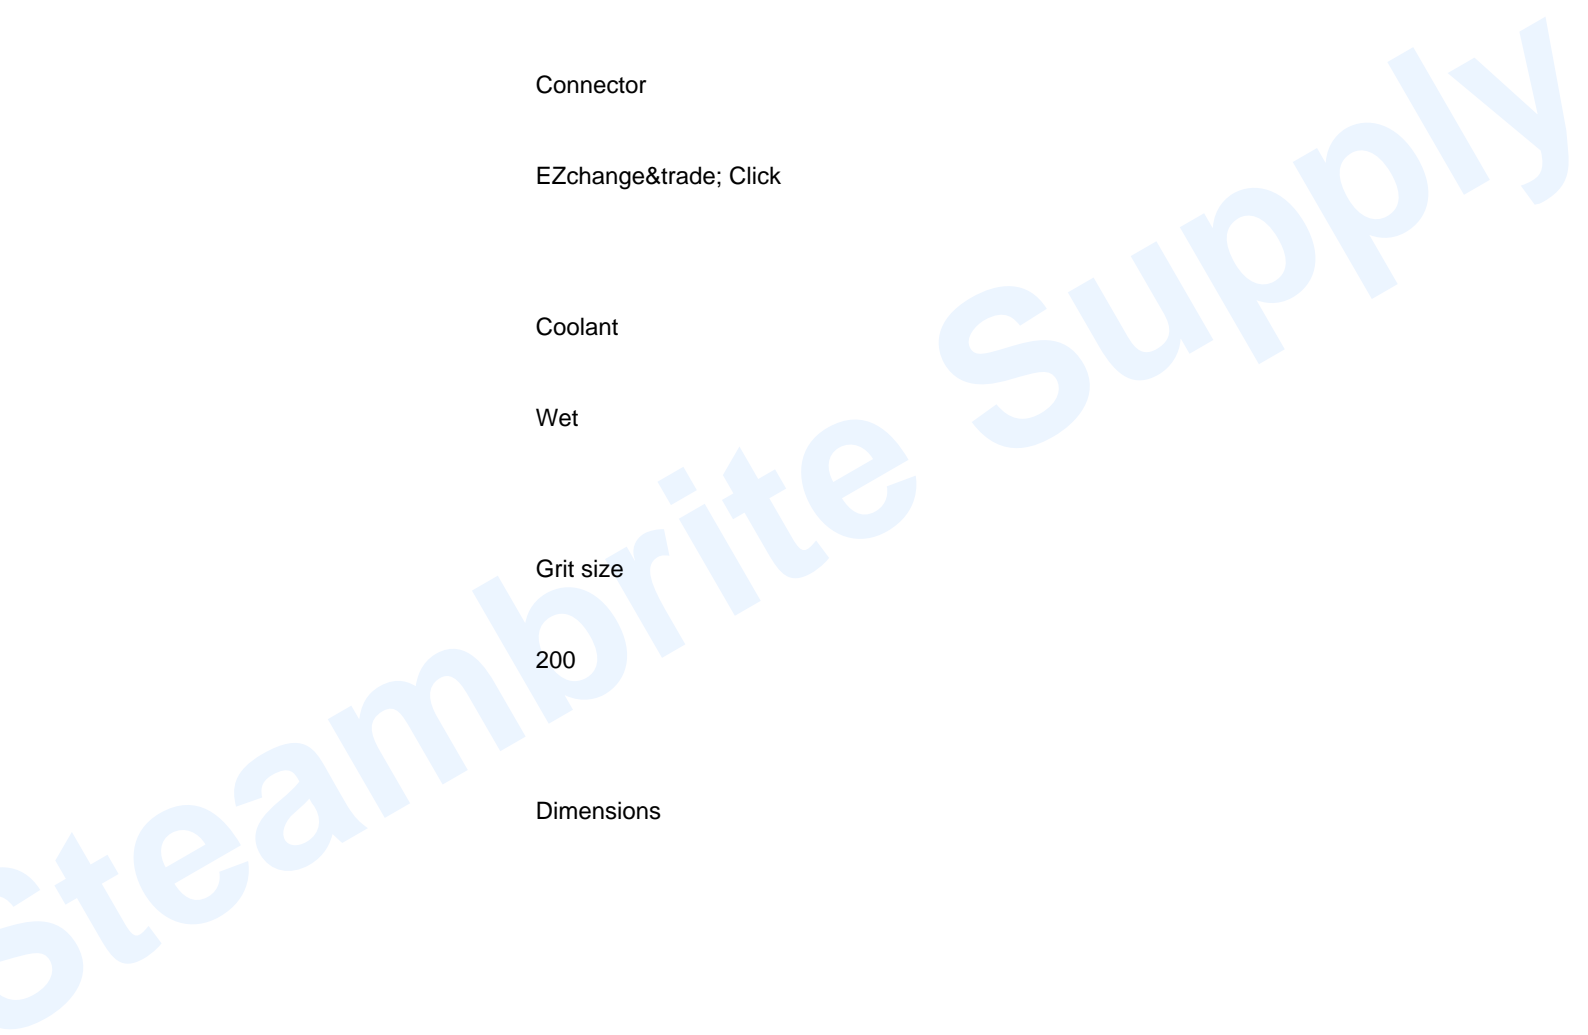 Connector
EZchange&trade; Click
Coolant
Wet
Grit size
200
Dimensions
Steambrite Supply